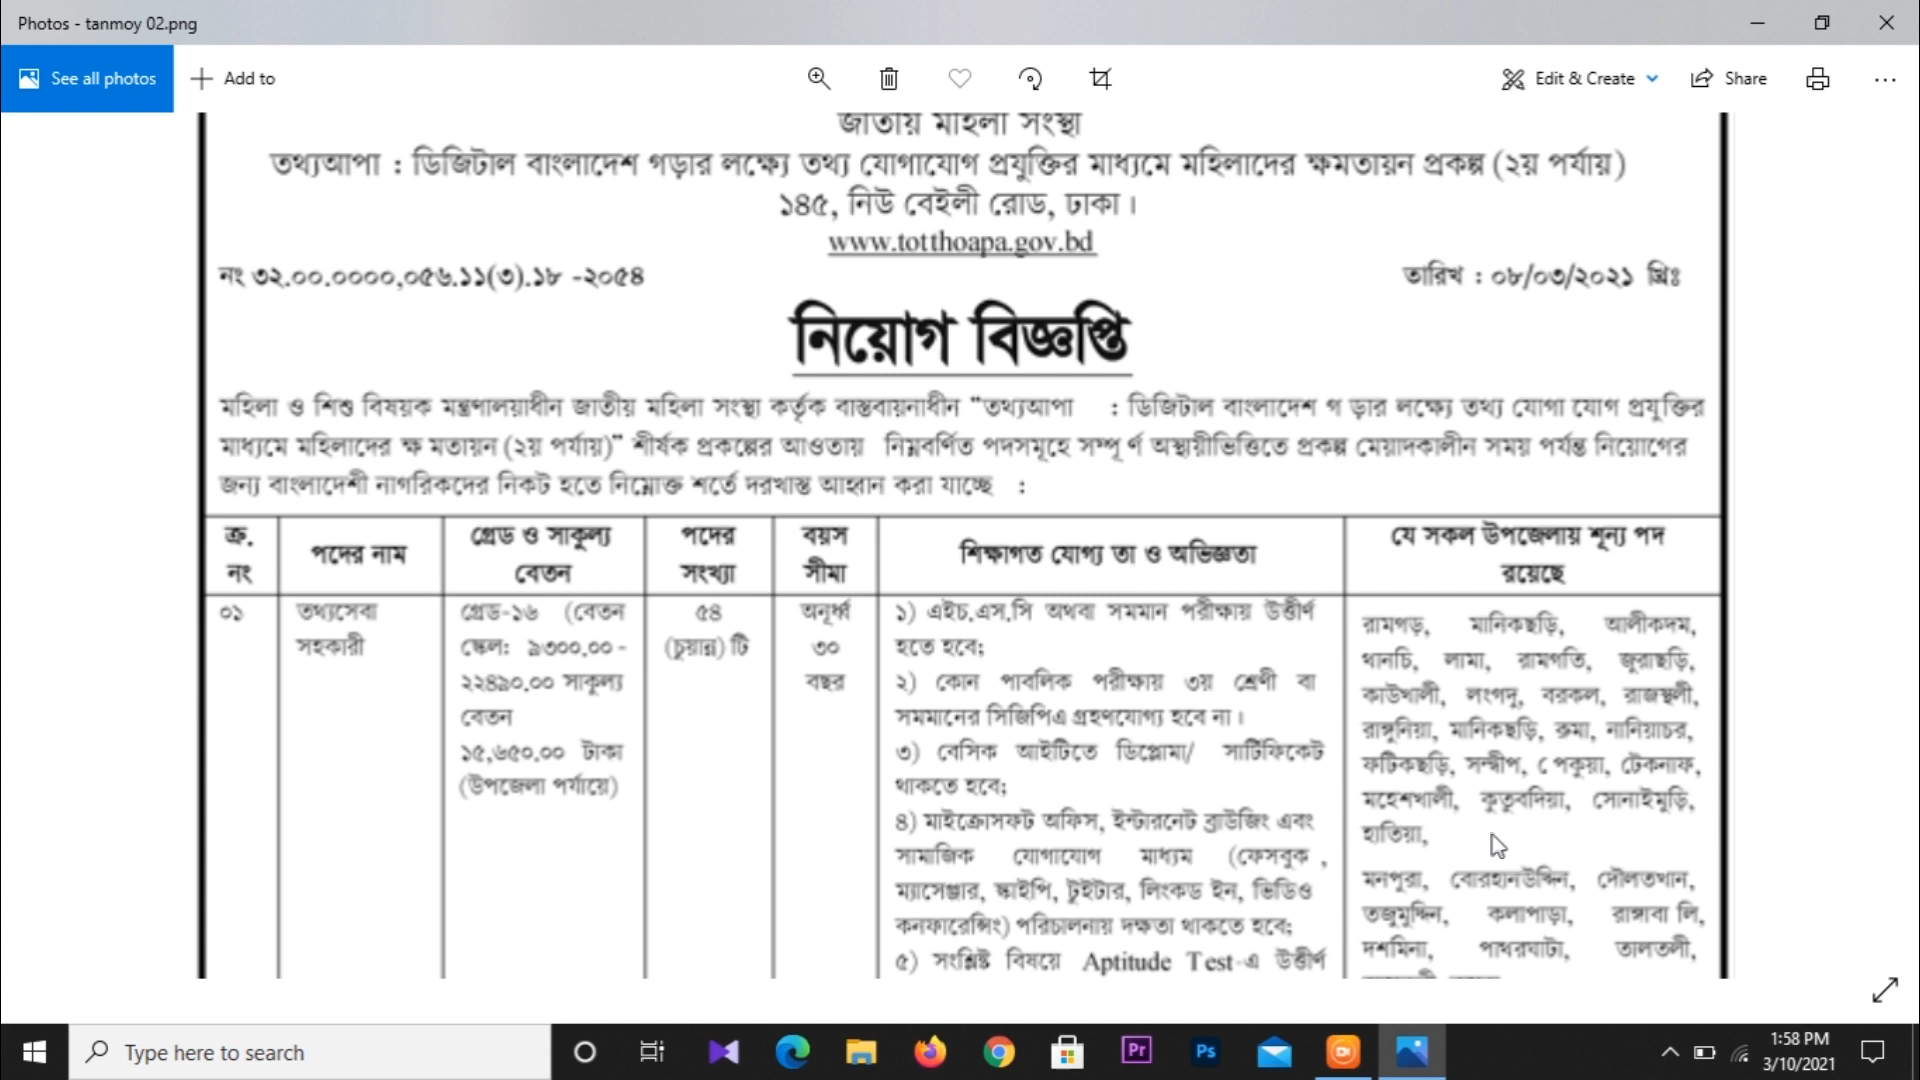 Photos - tanmoy 02.png
See all photos
Add to
Edit & Create
Share
জাতীয় মহিলা সংস্থা
তথ্যআপা : ডিজিটাল বাংলাদেশ গড়ার লক্ষ্যে তথ্য যোগাযোগ প্রযুক্তির মাধ্যমে মহিলাদের ক্ষমতায়ন প্রকল্প (২য় পর্যায়)
১৪৫, নিউ বেইলী রোড, ঢাকা।
www.totthoapa.gov.bd
নং ৩২.০০.০০০০,০৫৬.১১(৩).১৮ -২০৫৪
তারিখ : ০৮/০৩/২০২১ খ্রিঃ
নিয়োগ বিজ্ঞপ্তি
মহিলা ও শিশু বিষয়ক মন্ত্রণালয়াধীন জাতীয় মহিলা সংস্থা কর্তৃক বাস্তবায়নাধীন "তথ্যআপা : ডিজিটাল বাংলাদেশ গ ড়ার লক্ষ্যে তথ্য যোগা যোগ প্রযুক্তির
মাধ্যমে মহিলাদের ক্ষ মতায়ন (২য় পর্যায়)" শীর্ষক প্রকল্পের আওতায় নিম্নবর্ণিত পদসমূহে সম্পূ র্ণ অস্থায়ীভিত্তিতে প্রকল্প মেয়াদকালীন সময় পর্যন্ত নিয়োগের
জন্য বাংলাদেশী নাগরিকদের নিকট হতে নিম্নোক্ত শর্তে দরখাস্ত আহ্বান করা যাচ্ছে :
ক্র. নং
পদের নাম
গ্রেড ও সাকুল্য বেতন
পদের সংখ্যা
বয়স সীমা
শিক্ষাগত যোগ্য তা ও অভিজ্ঞতা
যে সকল উপজেলায় শূন্য পদ রয়েছে
০১
তথ্যসেবা
সহকারী
গ্রেড-১৬ (বেতন
স্কেল: ৯৩০০.০০ -
২২৪৯০.০০ সাকুল্য
বেতন
১৫,৬৫০.০০ টাকা
(উপজেলা পর্যায়ে)
৫৪
(চুয়ান্ন) টি
অনূর্ধ্ব
৩০
বছর
১) এইচ.এস.সি অথবা সমমান পরীক্ষায় উত্তীর্ণ
হতে হবে;
২) কোন পাবলিক পরীক্ষায় ৩য় শ্রেণী বা
সমমানের সিজিপিএ গ্রহণযোগ্য হবে না।
৩) বেসিক আইটিতে ডিপ্লোমা/ সার্টিফিকেট
থাকতে হবে;
৪) মাইক্রোসফট অফিস, ইন্টারনেট ব্রাউজিং এবং
সামাজিক যোগাযোগ মাধ্যম (ফেসবুক ,
ম্যাসেঞ্জার, স্কাইপি, টুইটার, লিংকড ইন, ভিডিও
কনফারেন্সিং) পরিচালনায় দক্ষতা থাকতে হবে;
৫) সংশ্লিষ্ট বিষয়ে Aptitude Test-এ উত্তীর্ণ
রামগড়, মানিকছড়ি, আলীকদম,
থানচি, লামা, রামগতি, জুরাছড়ি,
কাউখালী, লংগদু, বরকল, রাজস্থলী,
রাঙ্গুনিয়া, মানিকছড়ি, রুমা, নানিয়াচর,
ফটিকছড়ি, সন্দ্বীপ, পেকুয়া, টেকনাফ,
মহেশখালী, কুতুবদিয়া, সোনাইমুড়ি,
হাতিয়া,
মনপুরা, বোরহানউদ্দিন, দৌলতখান,
তজুমুদ্দিন, কলাপাড়া, রাঙ্গাবা লি,
দশমিনা, পাথরঘাটা, তালতলী,
Type here to search
Pr
Ps
1:58 PM
3/10/2021